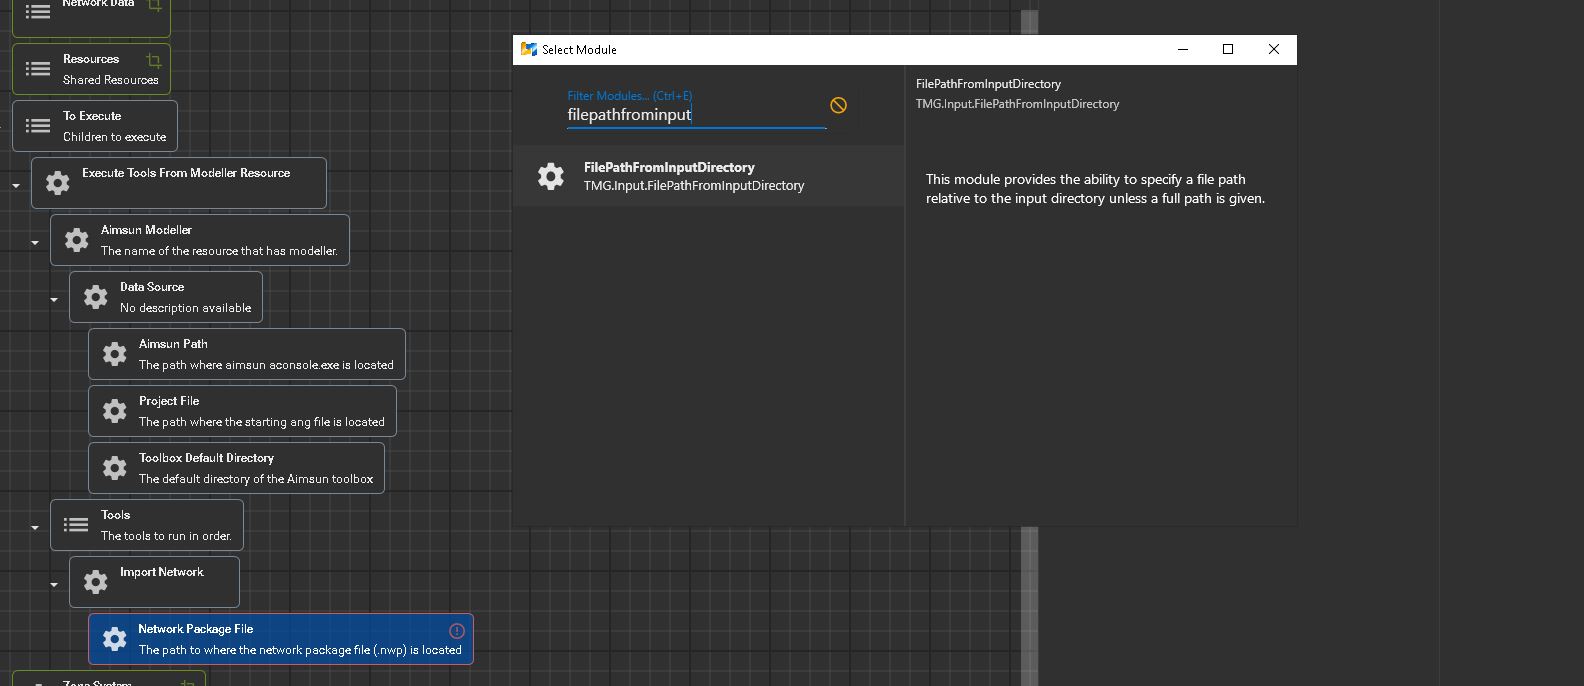 Network Data
Resources
Shared Resources
To Execute
Children to execute
Execute Tools From Modeller Resource
Aimsun Modeller
The name of the resource that has modeller.
Data Source
No description available
Aimsun Path
The path where aimsun aconsole.exe is located
Project File
The path where the starting ang file is located
Toolbox Default Directory
The default directory of the Aimsun toolbox
Tools
The tools to run in order.
Import Network
Network Package File
The path to where the network package file (.nwp) is located
Zone System
Select Module
Filter Modules... (Ctrl+E)
filepathfrominput
FilePathFromInputDirectory
TMG.Input.FilePathFromInputDirectory
FilePathFromInputDirectory
TMG.Input.FilePathFromInputDirectory
This module provides the ability to specify a file path
relative to the input directory unless a full path is given.